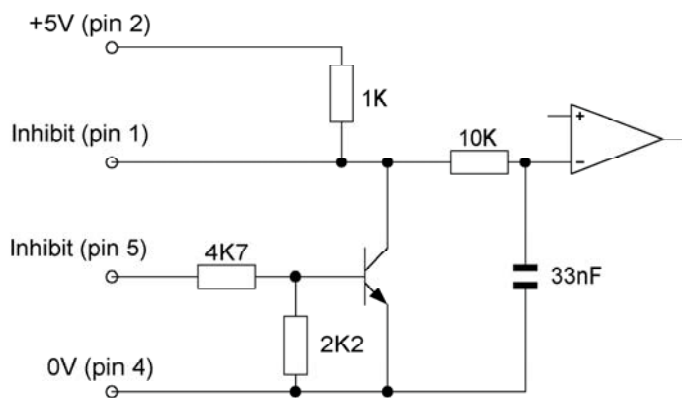 +5V (pin 2)
1K
Inhibit (pin 1)
10K
+
-
Inhibit (pin 5)
4K7
33nF
2K2
0V (pin 4)